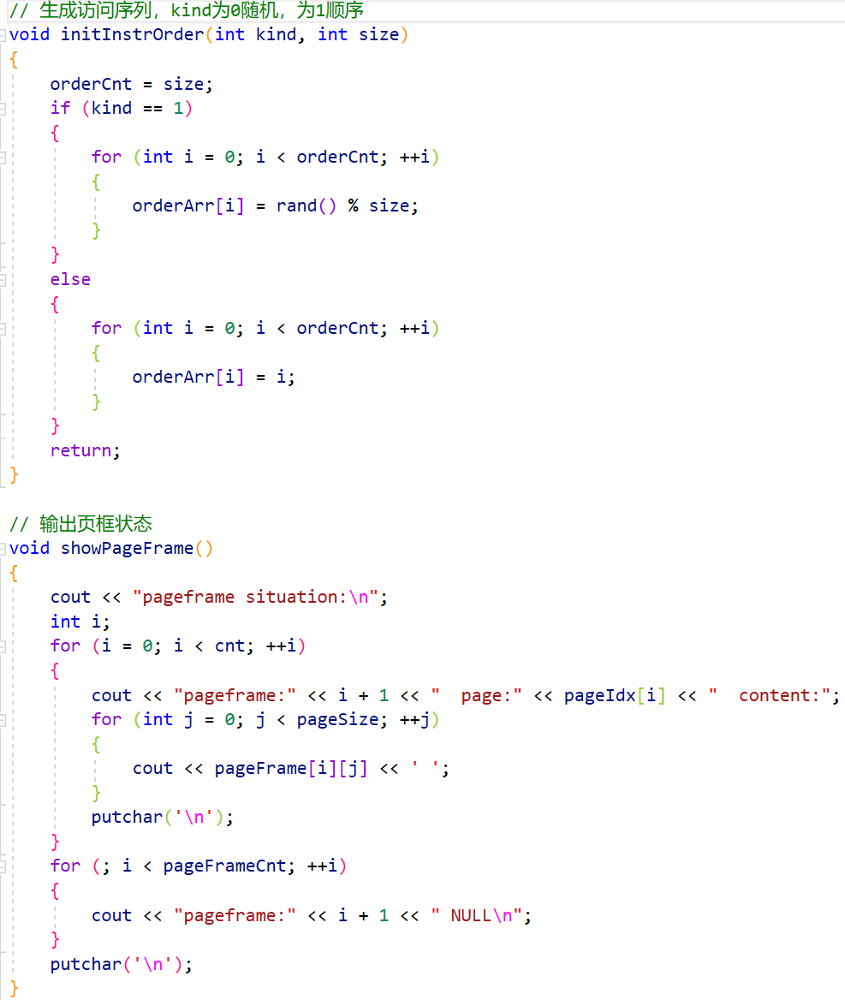 // 生成访问序列，kind为0随机，为1顺序
void initInstrOrder(int kind, int size)
{
    orderCnt = size;
    if (kind == 1)
    {
        for (int i = 0; i < orderCnt; ++i)
        {
            orderArr[i] = rand() % size;
        }
    }
    else
    {
        for (int i = 0; i < orderCnt; ++i)
        {
            orderArr[i] = i;
        }
    }
    return;
}

// 输出页框状态
void showPageFrame()
{
    cout << "pageframe situation:\n";
    int i;
    for (i = 0; i < cnt; ++i)
    {
        cout << "pageframe:" << i + 1 << "  page:" << pageIdx[i] << "  content:";
        for (int j = 0; j < pageSize; ++j)
        {
            cout << pageFrame[i][j] << ' ';
        }
        putchar('\n');
    }
    for (; i < pageFrameCnt; ++i)
    {
        cout << "pageframe:" << i + 1 << " NULL\n";
    }
    putchar('\n');
}